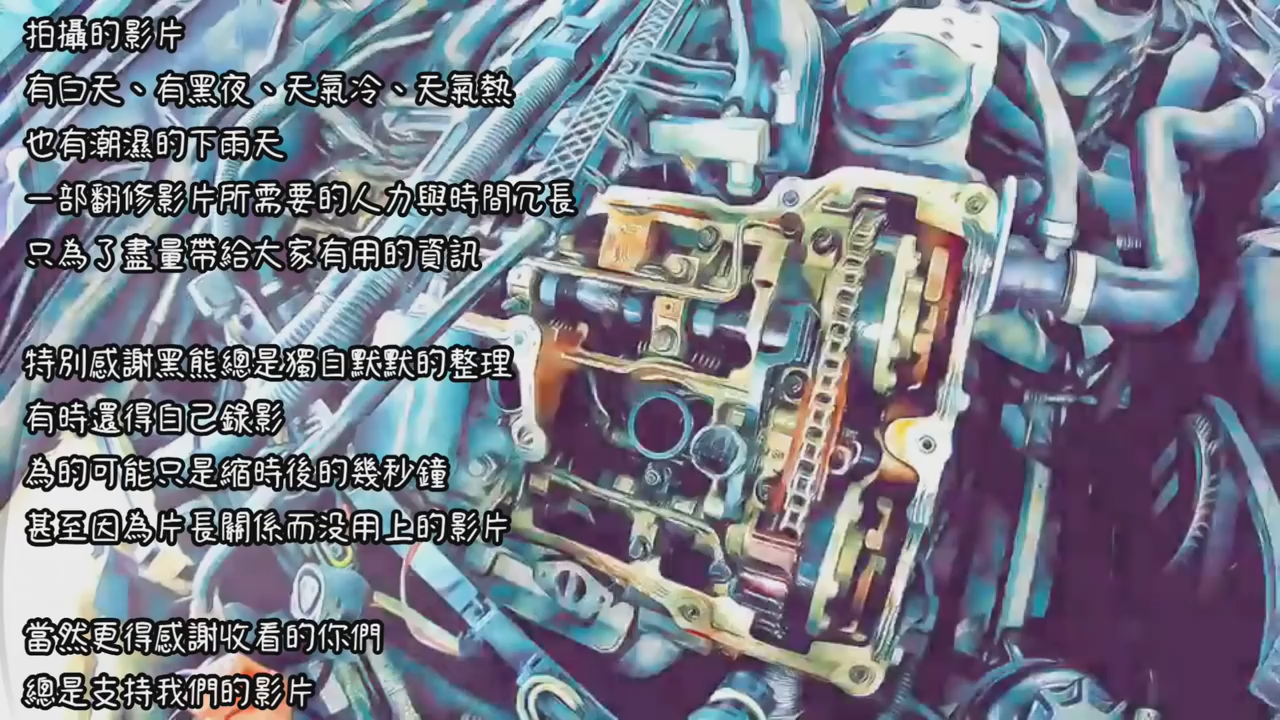 拍攝的影片
有白天、有黑夜、天氣冷、天氣熱
也有潮濕的下雨天
一部翻修影片所需要的人力與時間冗長
只為了盡量帶給大家有用的資訊
特別感謝黑熊總是獨自默默的整理
有時還得自己錄影
為的可能只是縮時後的幾秒鐘
甚至因為片長關係而沒用上的影片
當然更得感謝收看的你們
總是支持我們的影片